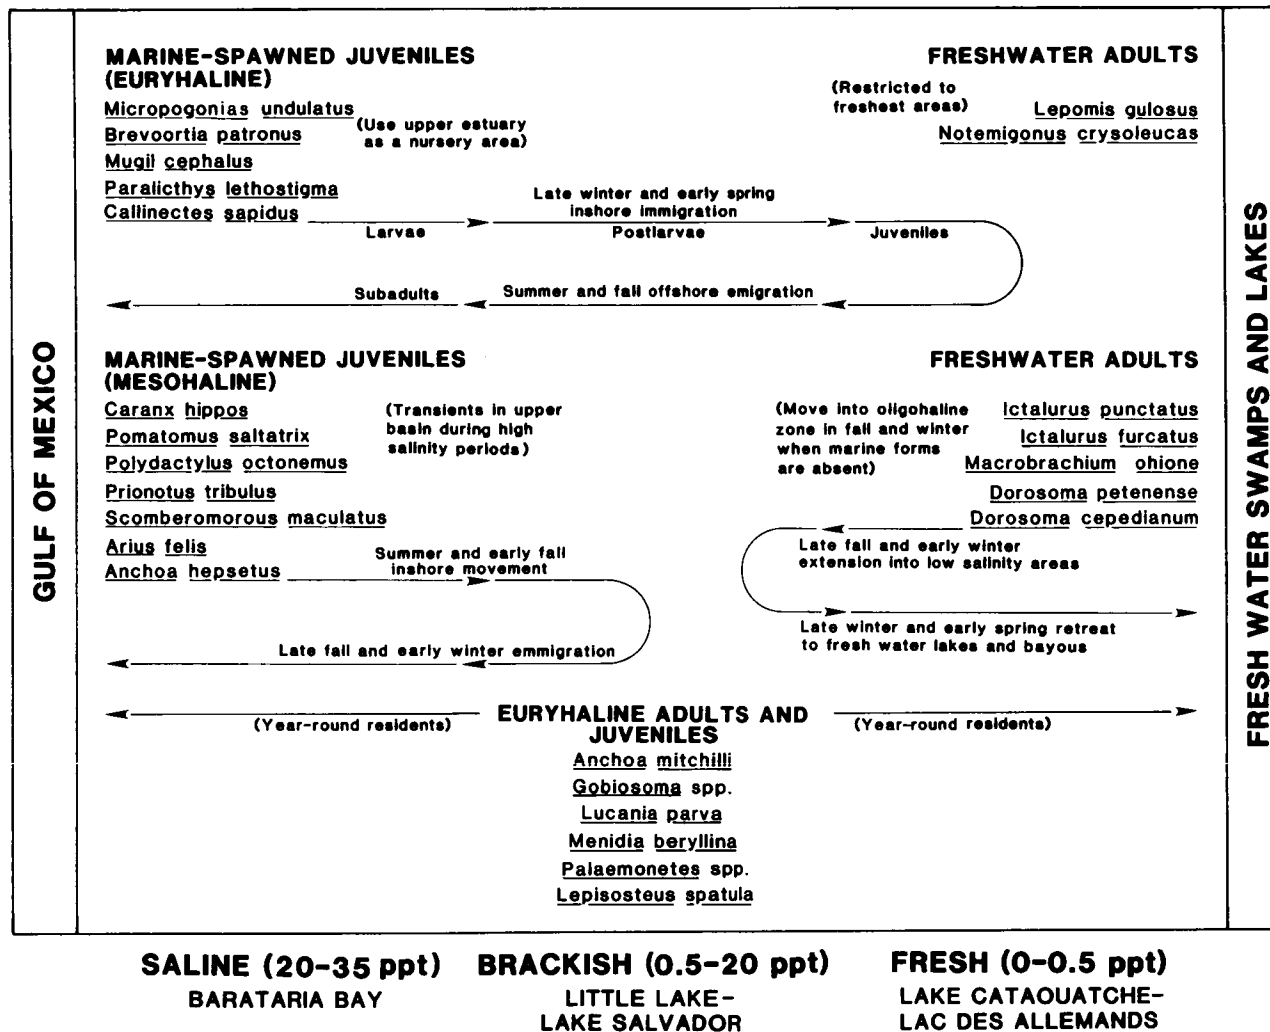 GULF OF MEXICO
MARINE-SPAWNED JUVENILES
(EURYHALINE)
Micropogonias undulatus
Brevoortia patronus
Mugil cephalus
Paralicthys lethostigma
Callinectes sapidus
(Use upper estuary
as a nursery area)
FRESHWATER ADULTS
(Restricted to
freshest areas)
Lepomis gulosus
Notemigonus crysoleucas
Late winter and early spring
inshore immigration
Larvae
Postlarvae
Juveniles
Subadults
Summer and fall offshore emigration
MARINE-SPAWNED JUVENILES
(MESOHALINE)
Caranx hippos
Pomatomus saltatrix
Polydactylus octonemus
Prionotus tribulus
Scomberomorous maculatus
Arius felis
Anchoa hepsetus
(Transients in upper
basin during high
salinity periods)
Summer and early fall
inshore movement
Late fall and early winter emmigration
FRESHWATER ADULTS
(Move into oligohaline
zone in fall and winter
when marine forms
are absent)
Ictalurus punctatus
Ictalurus furcatus
Macrobrachium ohione
Dorosoma petenense
Dorosoma cepedianum
Late fall and early winter
extension into low salinity areas
Late winter and early spring retreat
to fresh water lakes and bayous
(Year-round residents)
EURYHALINE ADULTS AND
JUVENILES
(Year-round residents)
Anchoa mitchilli
Gobiosoma spp.
Lucania parva
Menidia beryllina
Palaemonetes spp.
Lepisosteus spatula
FRESH WATER SWAMPS AND LAKES
SALINE (20-35 ppt)
BARATARIA BAY
BRACKISH (0.5-20 ppt)
LITTLE LAKE-
LAKE SALVADOR
FRESH (0-0.5 ppt)
LAKE CATAOUATCHE-
LAC DES ALLEMANDS